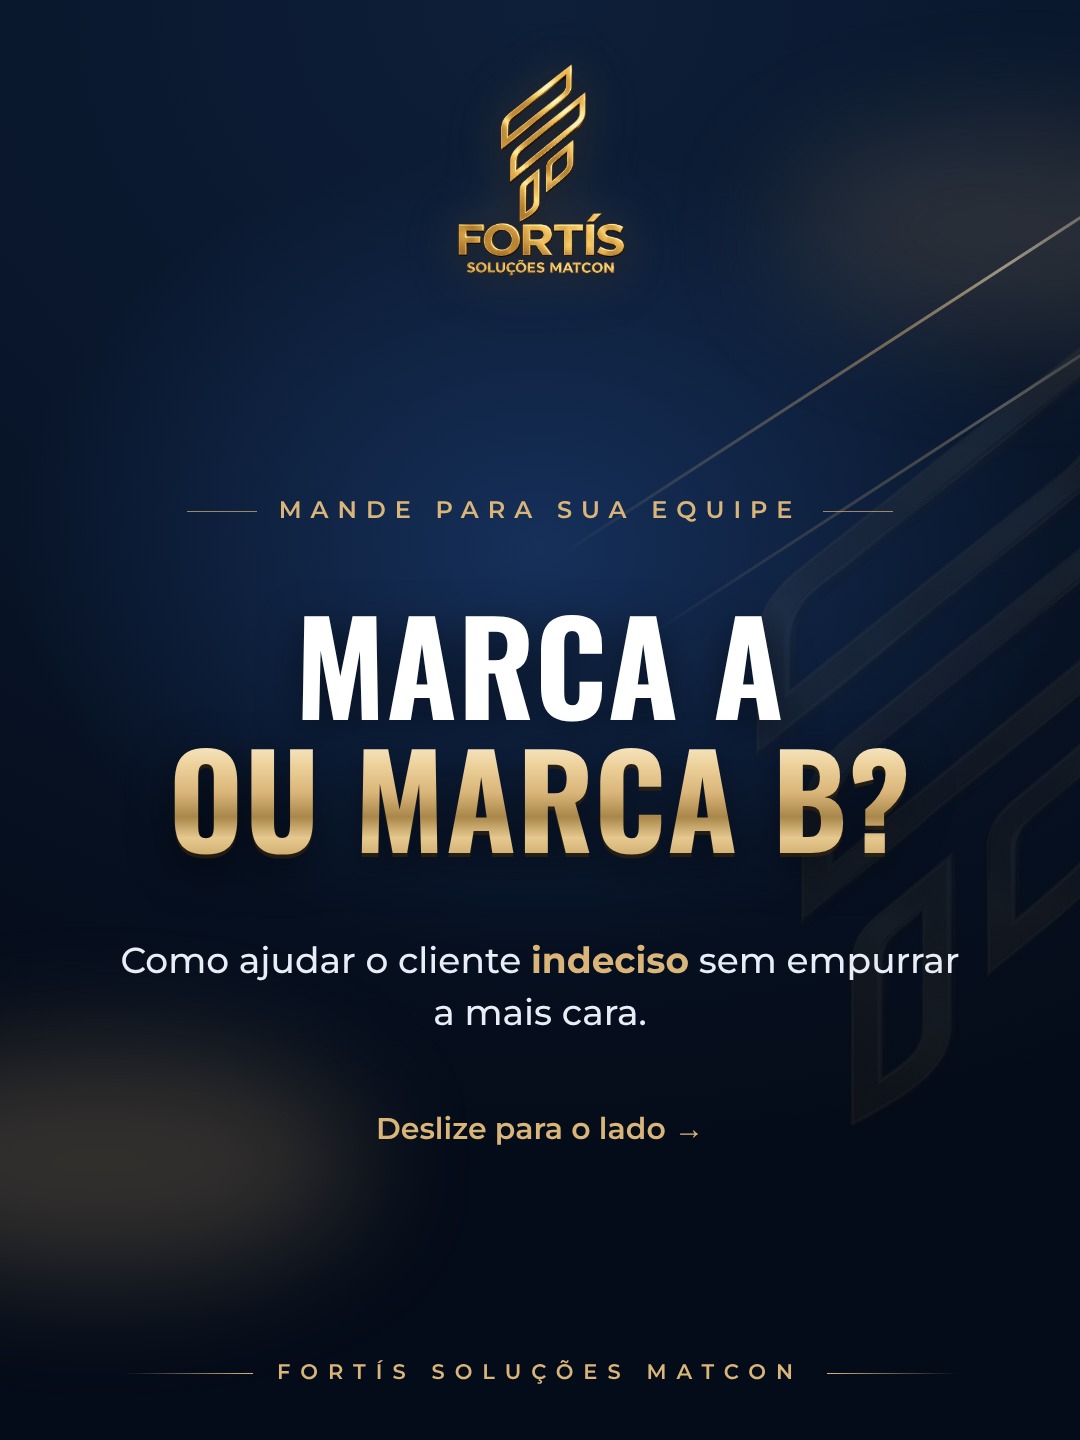 FORTÍS
SOLUÇÕES MATCON
MANDE PARA SUA EQUIPE
MARCA A
OU MARCA B?
Como ajudar o cliente indeciso sem empurrar
a mais cara.
Deslize para o lado →
FORTÍS SOLUÇÕES MATCON